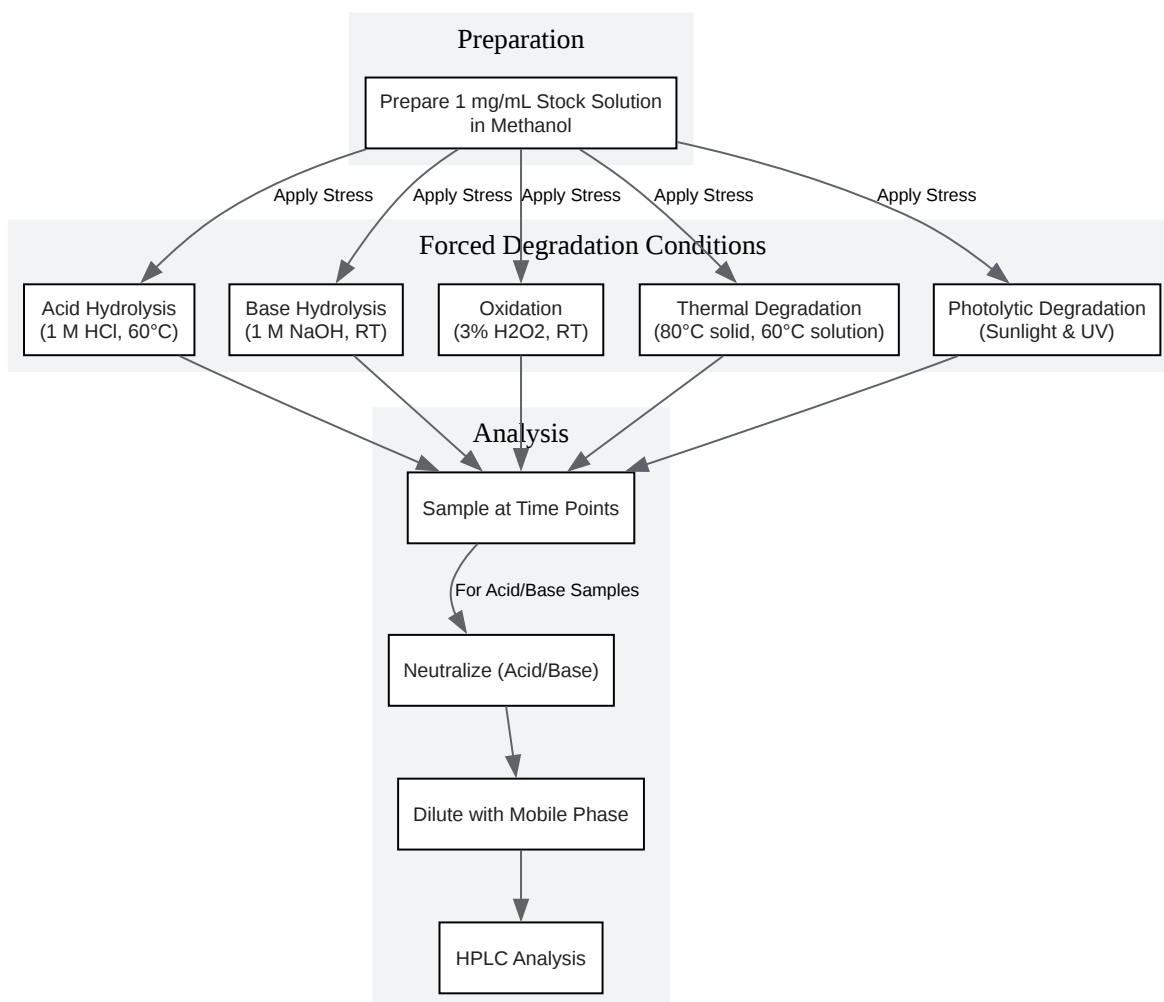 Preparation
Prepare 1 mg/mL Stock Solution
in Methanol
Apply Stress
Apply Stress
Apply Stress
Apply Stress
Apply Stress
Forced Degradation Conditions
Acid Hydrolysis
(1 M HCl, 60°C)
Base Hydrolysis
(1 M NaOH, RT)
Oxidation
(3% H2O2, RT)
Thermal Degradation
(80°C solid, 60°C solution)
Photolytic Degradation
(Sunlight & UV)
Analysis
Sample at Time Points
For Acid/Base Samples
Neutralize (Acid/Base)
Dilute with Mobile Phase
HPLC Analysis